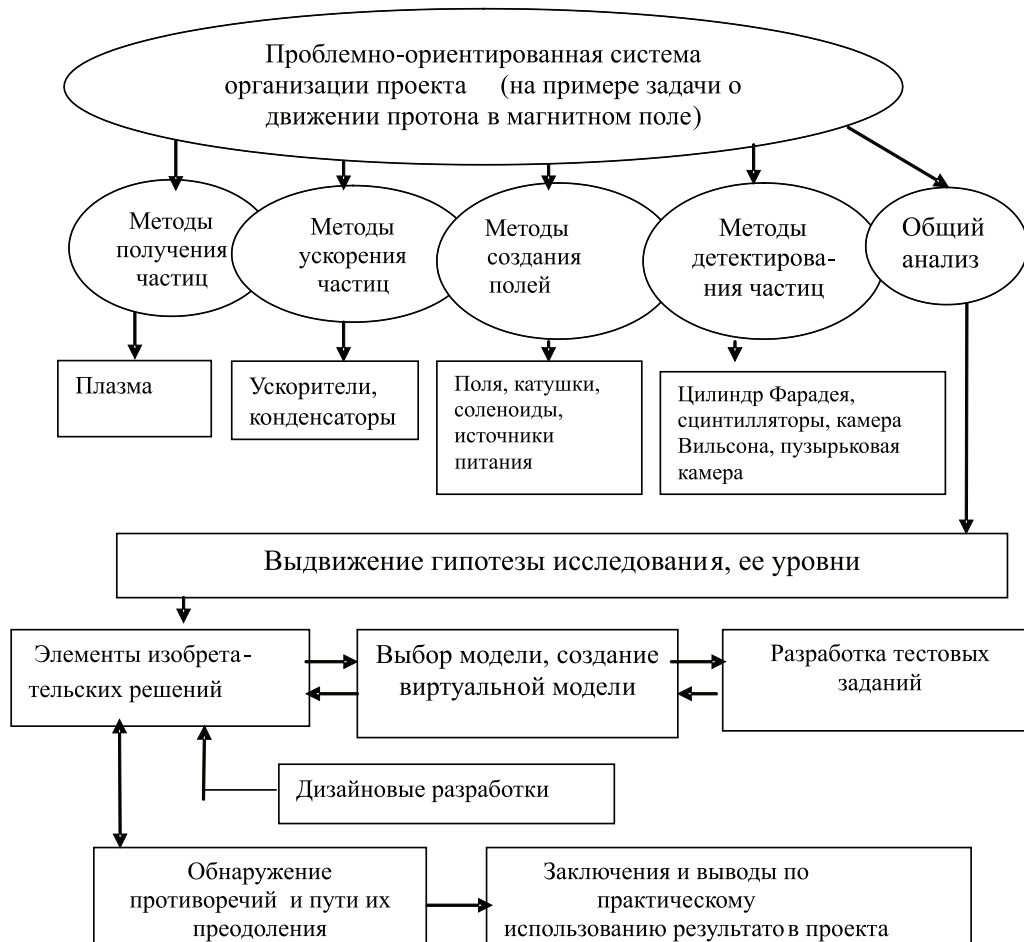 Проблемно-ориентированная система
организации проекта (на примере задачи о
движении протона в магнитном поле)
Методы
получения
частиц
Методы
ускорения
частиц
Методы
создания
полей
Методы
детектирова-
ния частиц
Общий
анализ
Плазма
Ускорители,
конденсаторы
Поля, катушки,
соленоиды,
источники
питания
Цилиндр Фарадея,
сцинтилляторы, камера
Вильсона, пузырьковая
камера
Выдвижение гипотезы исследования, ее уровни
Элементы изобрета-
тельских решений
Выбор модели, создание
виртуальной модели
Разработка тестовых
заданий
Дизайновые разработки
Обнаружение
противоречий и пути их
преодоления
Заключения и выводы по
практическому
использованию результатов проекта